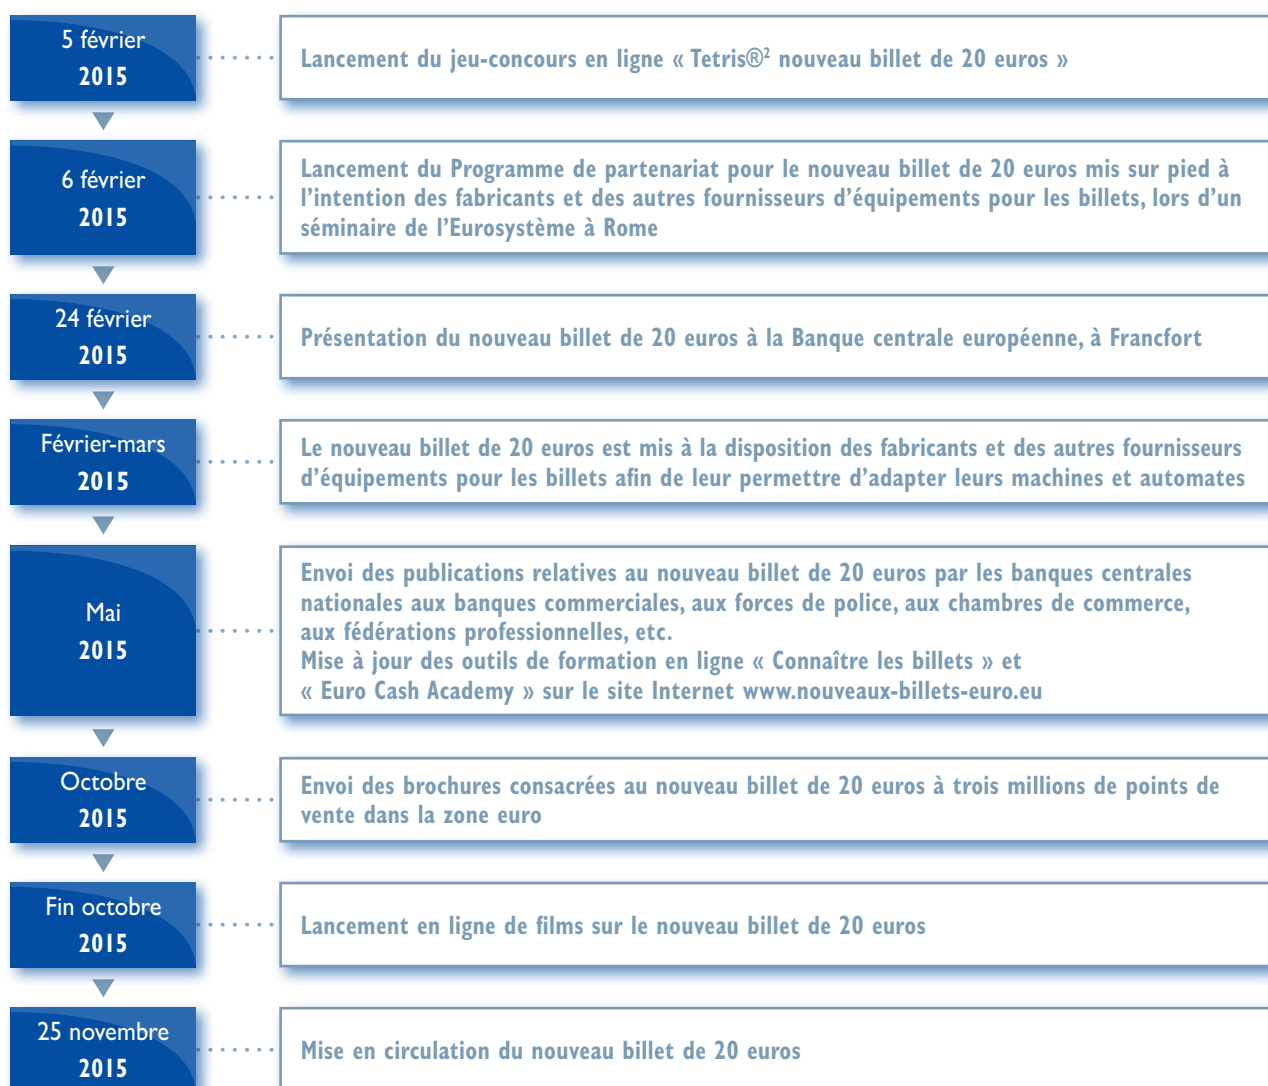 5 février
2015
Lancement du jeu-concours en ligne « Tetris®² nouveau billet de 20 euros »
6 février
2015
Lancement du Programme de partenariat pour le nouveau billet de 20 euros mis sur pied à
l’intention des fabricants et des autres fournisseurs d’équipements pour les billets, lors d’un
séminaire de l’Eurosystème à Rome
24 février
2015
Présentation du nouveau billet de 20 euros à la Banque centrale européenne, à Francfort
Février-mars
2015
Le nouveau billet de 20 euros est mis à la disposition des fabricants et des autres fournisseurs
d’équipements pour les billets afin de leur permettre d’adapter leurs machines et automates
Mai
2015
Envoi des publications relatives au nouveau billet de 20 euros par les banques centrales
nationales aux banques commerciales, aux forces de police, aux chambres de commerce,
aux fédérations professionnelles, etc.
Mise à jour des outils de formation en ligne « Connaître les billets » et
« Euro Cash Academy » sur le site Internet www.nouveaux-billets-euro.eu
Octobre
2015
Envoi des brochures consacrées au nouveau billet de 20 euros à trois millions de points de
vente dans la zone euro
Fin octobre
2015
Lancement en ligne de films sur le nouveau billet de 20 euros
25 novembre
2015
Mise en circulation du nouveau billet de 20 euros